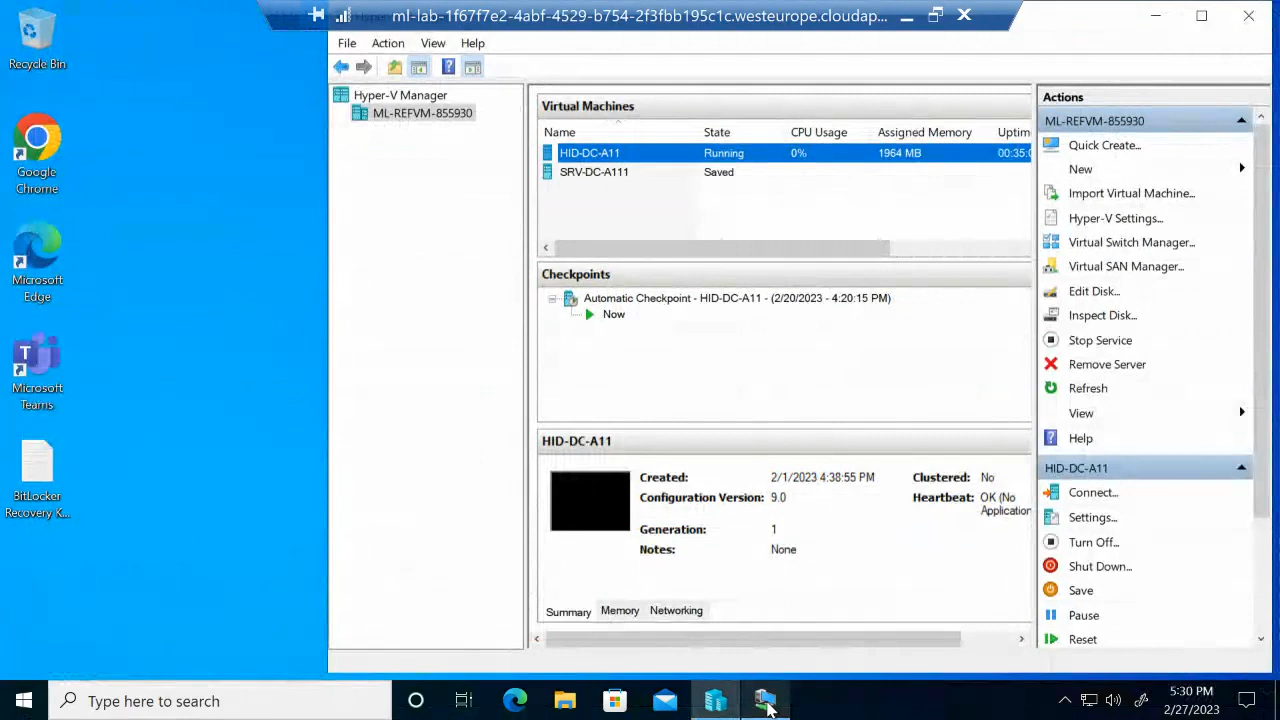 Recycle Bin
Google
Chrome
Microsoft
Edge
Microsoft
Teams
BitLocker
Recovery K...
ml-lab-1f67f7e2-4abf-4529-b754-2f3fbb195c1c.westeurope.cloudap...
File Action View Help
Hyper-V Manager
ML-REFVM-855930
Virtual Machines
Name State CPU Usage Assigned Memory Uptim
HID-DC-A11 Running 0% 1964 MB 00:35:0
SRV-DC-A111 Saved
Checkpoints
Automatic Checkpoint - HID-DC-A11 - (2/20/2023 - 4:20:15 PM)
Now
HID-DC-A11
Created: 2/1/2023 4:38:55 PM Clustered: No
Configuration Version: 9.0 Heartbeat: OK (No
Application
Generation: 1
Notes: None
Summary Memory Networking
Actions
ML-REFVM-855930
Quick Create...
New
Import Virtual Machine...
Hyper-V Settings...
Virtual Switch Manager...
Virtual SAN Manager...
Edit Disk...
Inspect Disk...
Stop Service
Remove Server
Refresh
View
Help
HID-DC-A11
Connect...
Settings...
Turn Off...
Shut Down...
Save
Pause
Reset
Type here to search
5:30 PM
2/27/2023